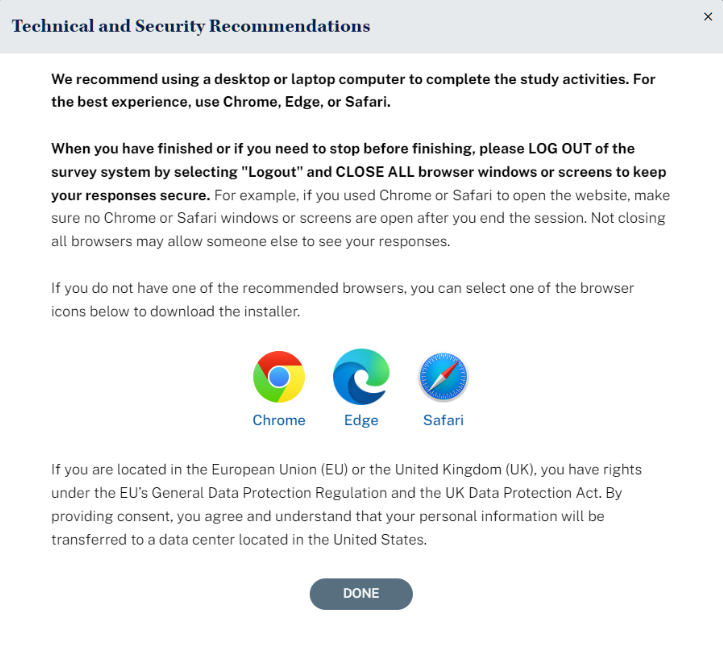 Technical and Security Recommendations
×
We recommend using a desktop or laptop computer to complete the study activities. For
the best experience, use Chrome, Edge, or Safari.
When you have finished or if you need to stop before finishing, please LOG OUT of the
survey system by selecting "Logout" and CLOSE ALL browser windows or screens to keep
your responses secure. For example, if you used Chrome or Safari to open the website, make
sure no Chrome or Safari windows or screens are open after you end the session. Not closing
all browsers may allow someone else to see your responses.
If you do not have one of the recommended browsers, you can select one of the browser
icons below to download the installer.
Chrome Edge Safari
If you are located in the European Union (EU) or the United Kingdom (UK), you have rights
under the EU's General Data Protection Regulation and the UK Data Protection Act. By
providing consent, you agree and understand that your personal information will be
transferred to a data center located in the United States.
DONE